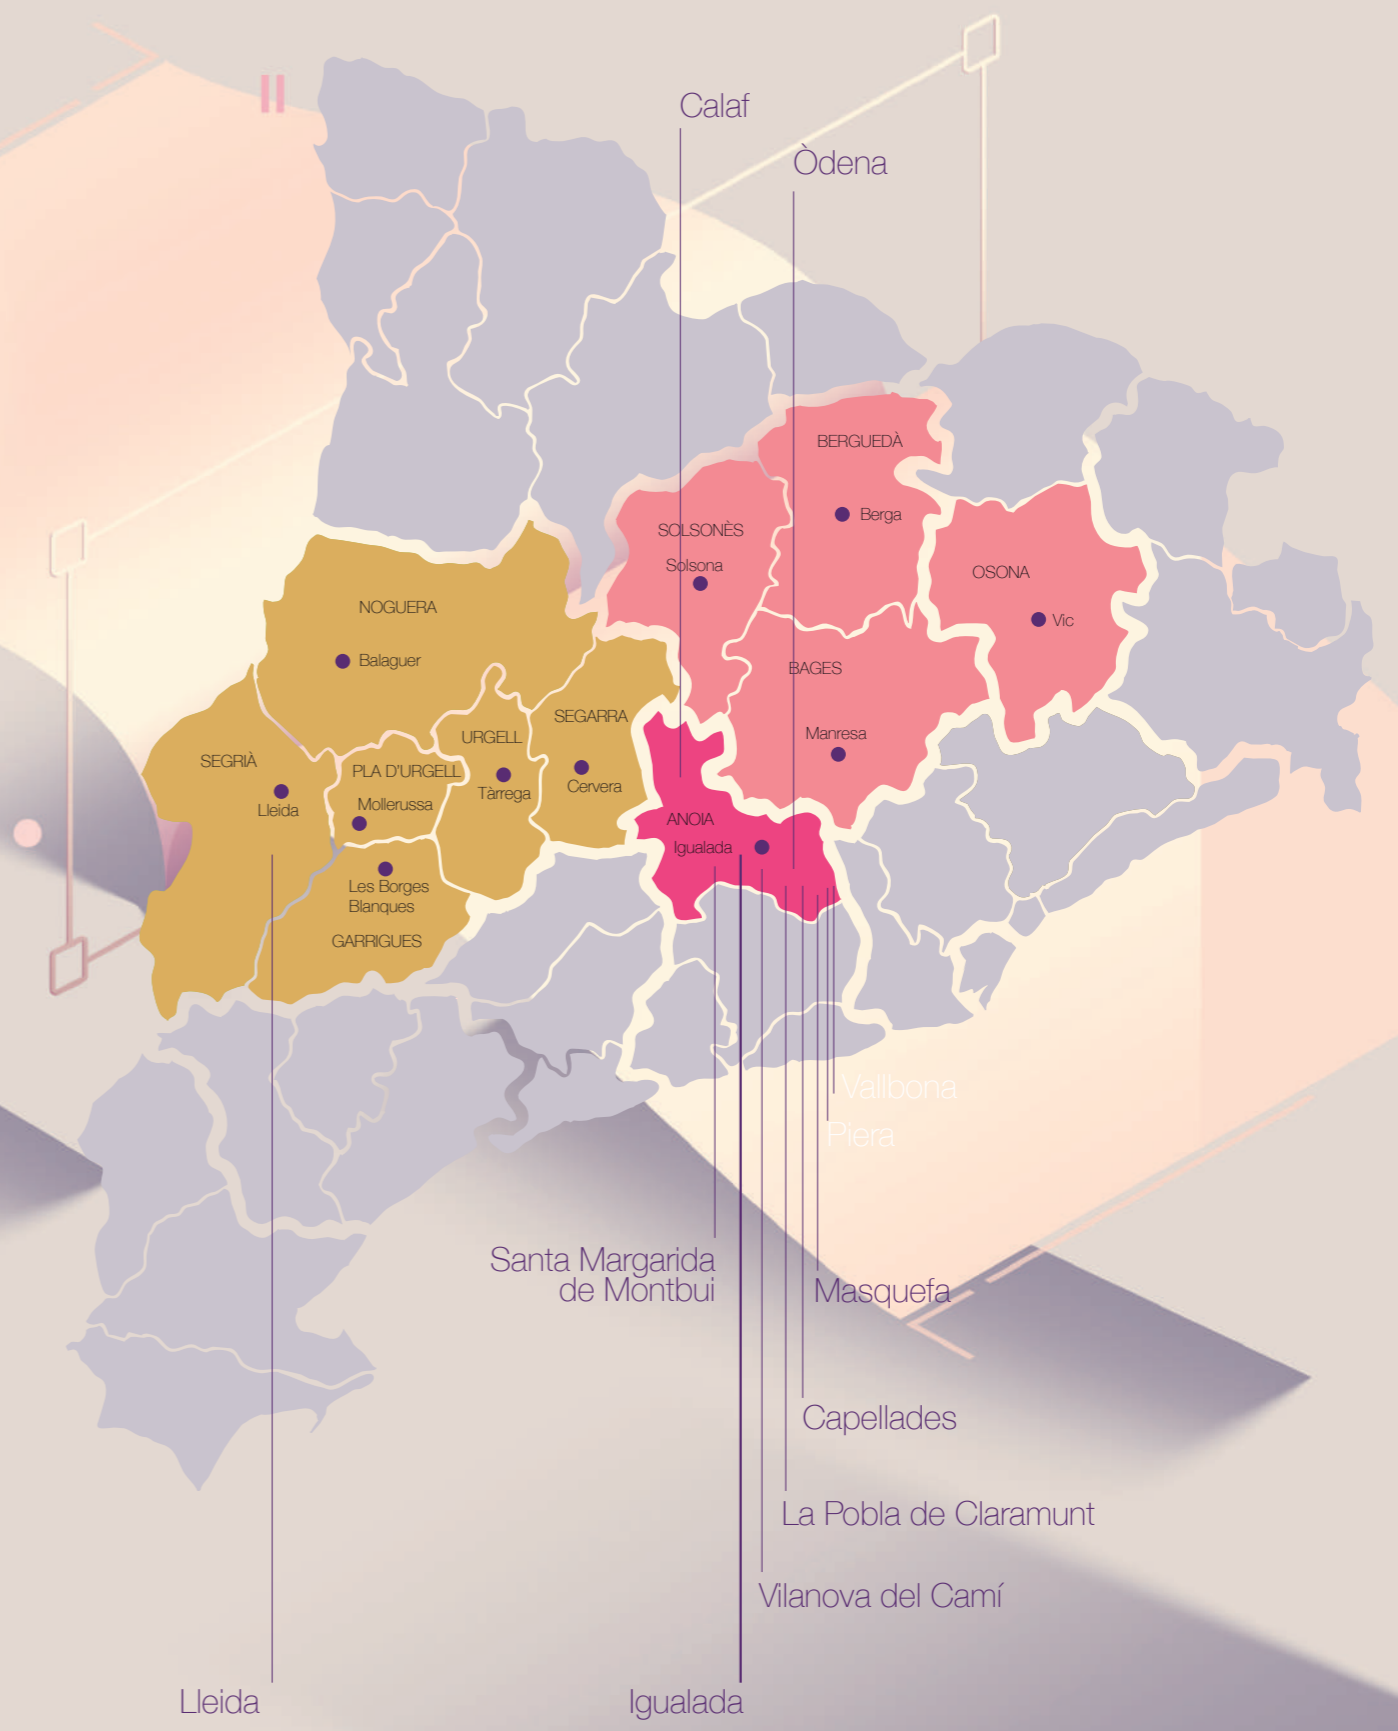 Calaf
Òdena
BERGUEDÀ
Berga
SOLSONÈS
Solsona
OSONA
Vic
NOGUERA
Balaguer
BAGES
Manresa
SEGARRA
Cervera
URGELL
Tàrrega
SEGRIÀ
Lleida
PLA D'URGELL
Mollerussa
ANOIA
Igualada
Les Borges
Blanques
GARRIGUES
Vallbona
Piera
Santa Margarida
de Montbui
Masquefa
Capellades
La Pobla de Claramunt
Vilanova del Camí
Lleida
Igualada